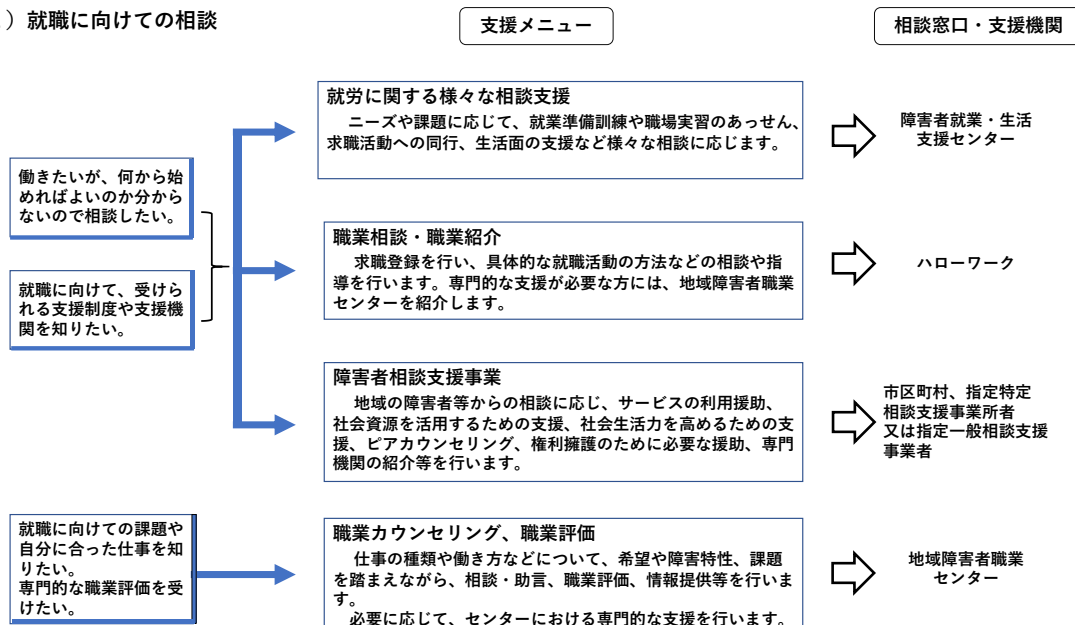 ）就職に向けての相談
支援メニュー
相談窓口・支援機関
働きたいが、何から始
めればよいのか分から
ないので相談したい。
就職に向けて、受けら
れる支援制度や支援機
関を知りたい。
就労に関する様々な相談支援
ニーズや課題に応じて、就業準備訓練や職場実習のあっせん、
求職活動への同行、生活面の支援など様々な相談に応じます。
障害者就業・生活
支援センター
職業相談・職業紹介
求職登録を行い、具体的な就職活動の方法などの相談や指
導を行います。専門的な支援が必要な方には、地域障害者職業
センターを紹介します。
ハローワーク
障害者相談支援事業
地域の障害者等からの相談に応じ、サービスの利用援助、
社会資源を活用するための支援、社会生活力を高めるための支
援、ピアカウンセリング、権利擁護のために必要な援助、専門
機関の紹介等を行います。
市区町村、指定特定
相談支援事業所者
又は指定一般相談支援
事業者
就職に向けての課題や
自分に合った仕事を知
りたい。
専門的な職業評価を受
けたい。
職業カウンセリング、職業評価
仕事の種類や働き方などについて、希望や障害特性、課題
を踏まえながら、相談・助言、職業評価、情報提供等を行いま
す。
必要に応じて、センターにおける専門的な支援を行います。
地域障害者職業
センター